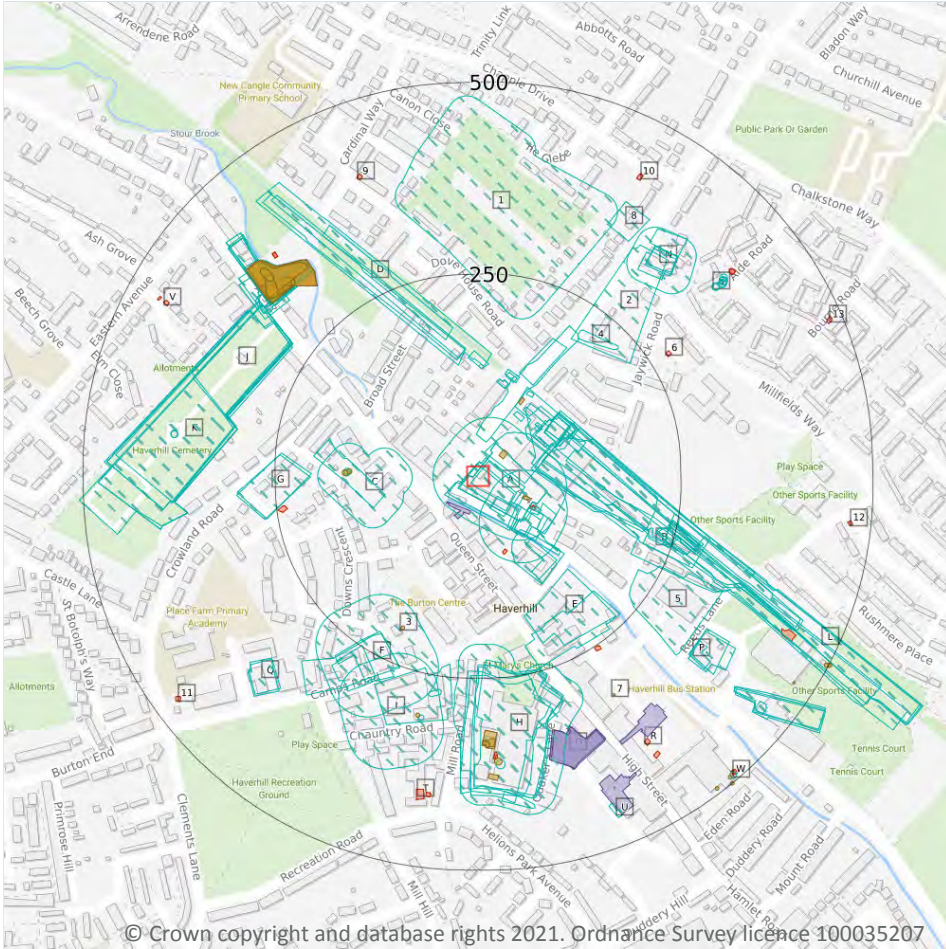 Arrendene Road
New Cangle Community
Primary School
Stour Brook
Cardinal Way
Canon Close
Trinity Link
Chapple Drive
Abbotts Road
Bladon Way
Churchill Avenue
Public Park Or Garden
Chalkstone Way
500
9
1
10
8
N
Ash Grove
Beech Grove
Eastern Avenue
Elm Close
V
D
250
2
4
6
Jaywick Road
13
Millfields Way
J
Allotments
Broad Street
K
Haverhill Cemetery
G
C
A
Play Space
Other Sports Facility
12
Castle Lane
Crowland Road
St Botolph's Way
Place Farm Primary
Academy
Downs Crescent
The Burton Centre
Queen Street
Haverhill
E
5
Other Sports Facility
Rushmere Place
3
F
P
L
Allotments
11
Camps Road
I
Chauntry Road
St Mary's Church
7
Haverhill Bus Station
Other Sports Facility
Tennis Court
Tennis Court
Play Space
Mill Road
H
R
High Street
W
Burton End
Primrose Hill
Clements Lane
Haverhill Recreation
Ground
T
U
Eden Road
Duddery Road
Mount Road
Recreation Road
Mill Hill
Helions Park Avenue
Duddery Hill
© Crown copyright and database rights 2021. Ordnance Survey licence 100035207